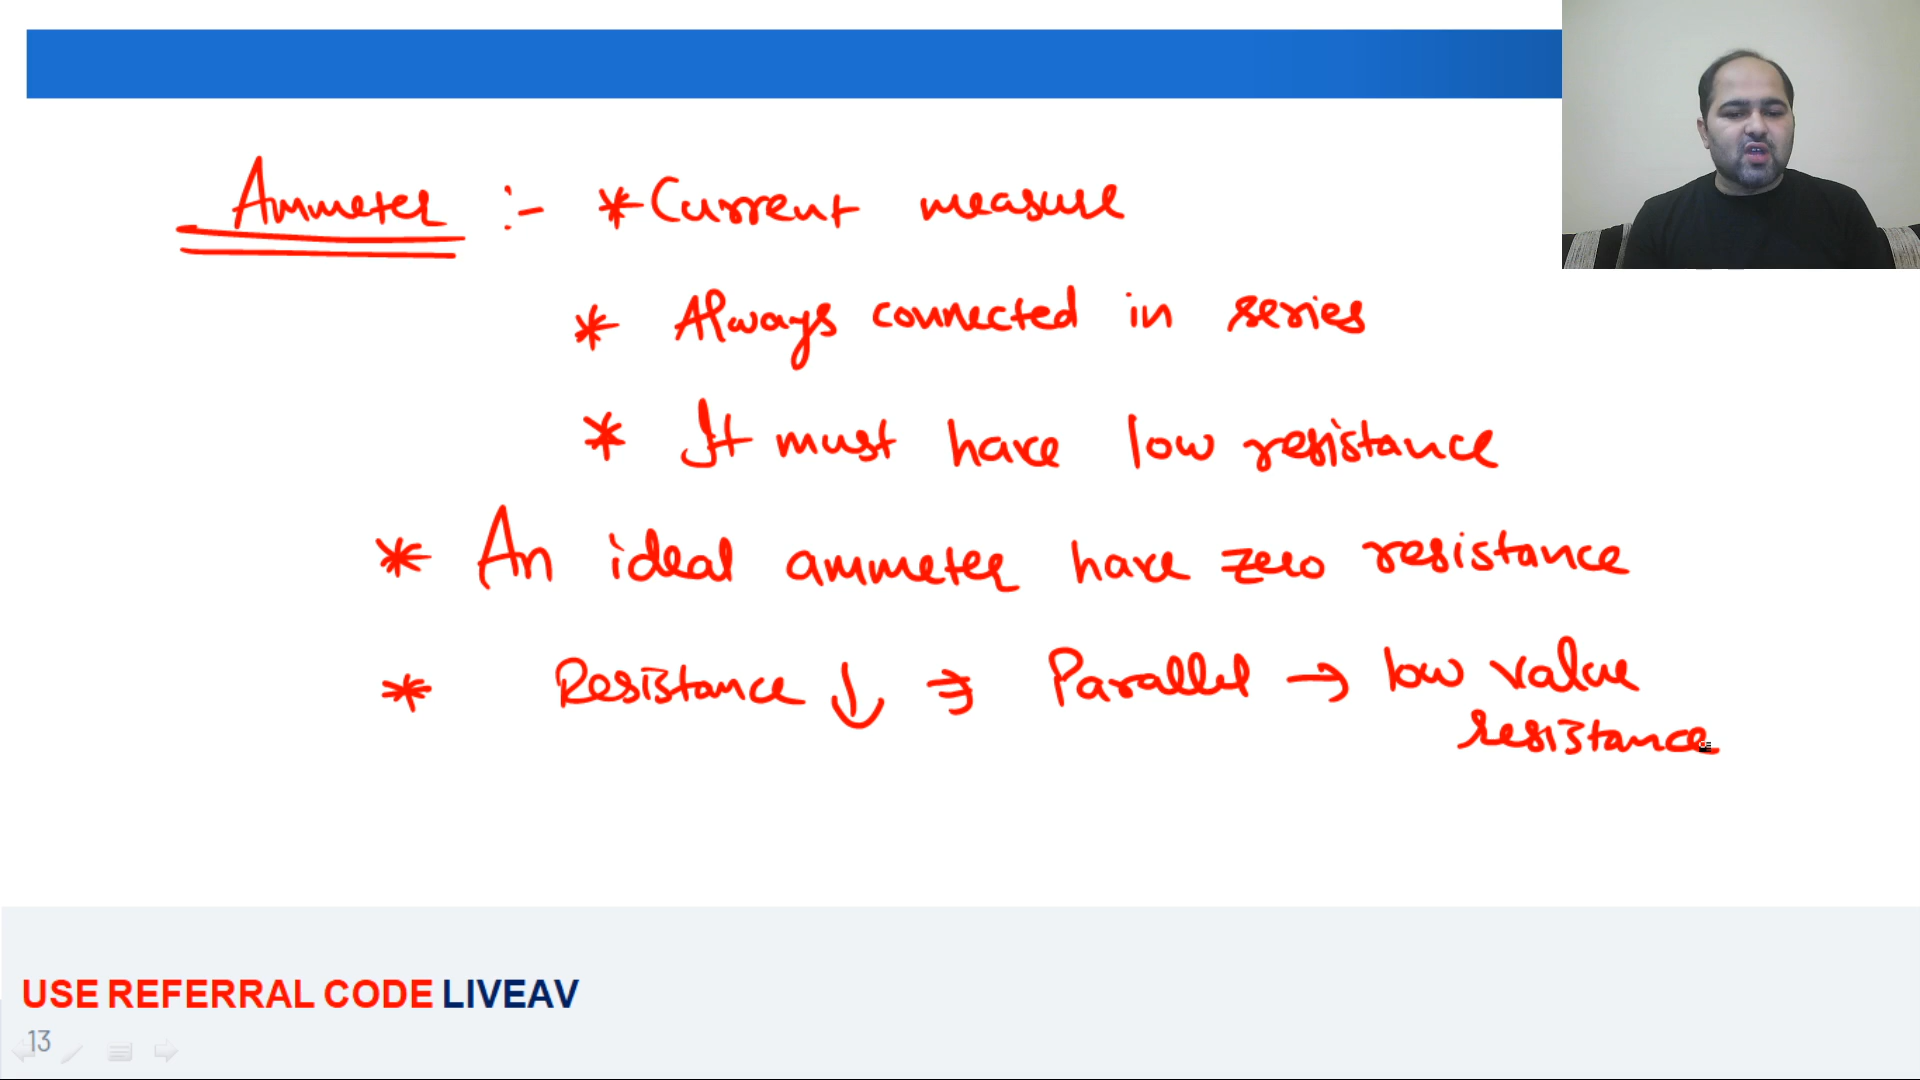 Ammeter :- * Current measure
* Always connected in series
* It must have low resistance
* An ideal ammeter have zero resistance
* Resistance ↓ ⇒ Parallel → low value
resistance
USE REFERRAL CODE LIVEAV
13